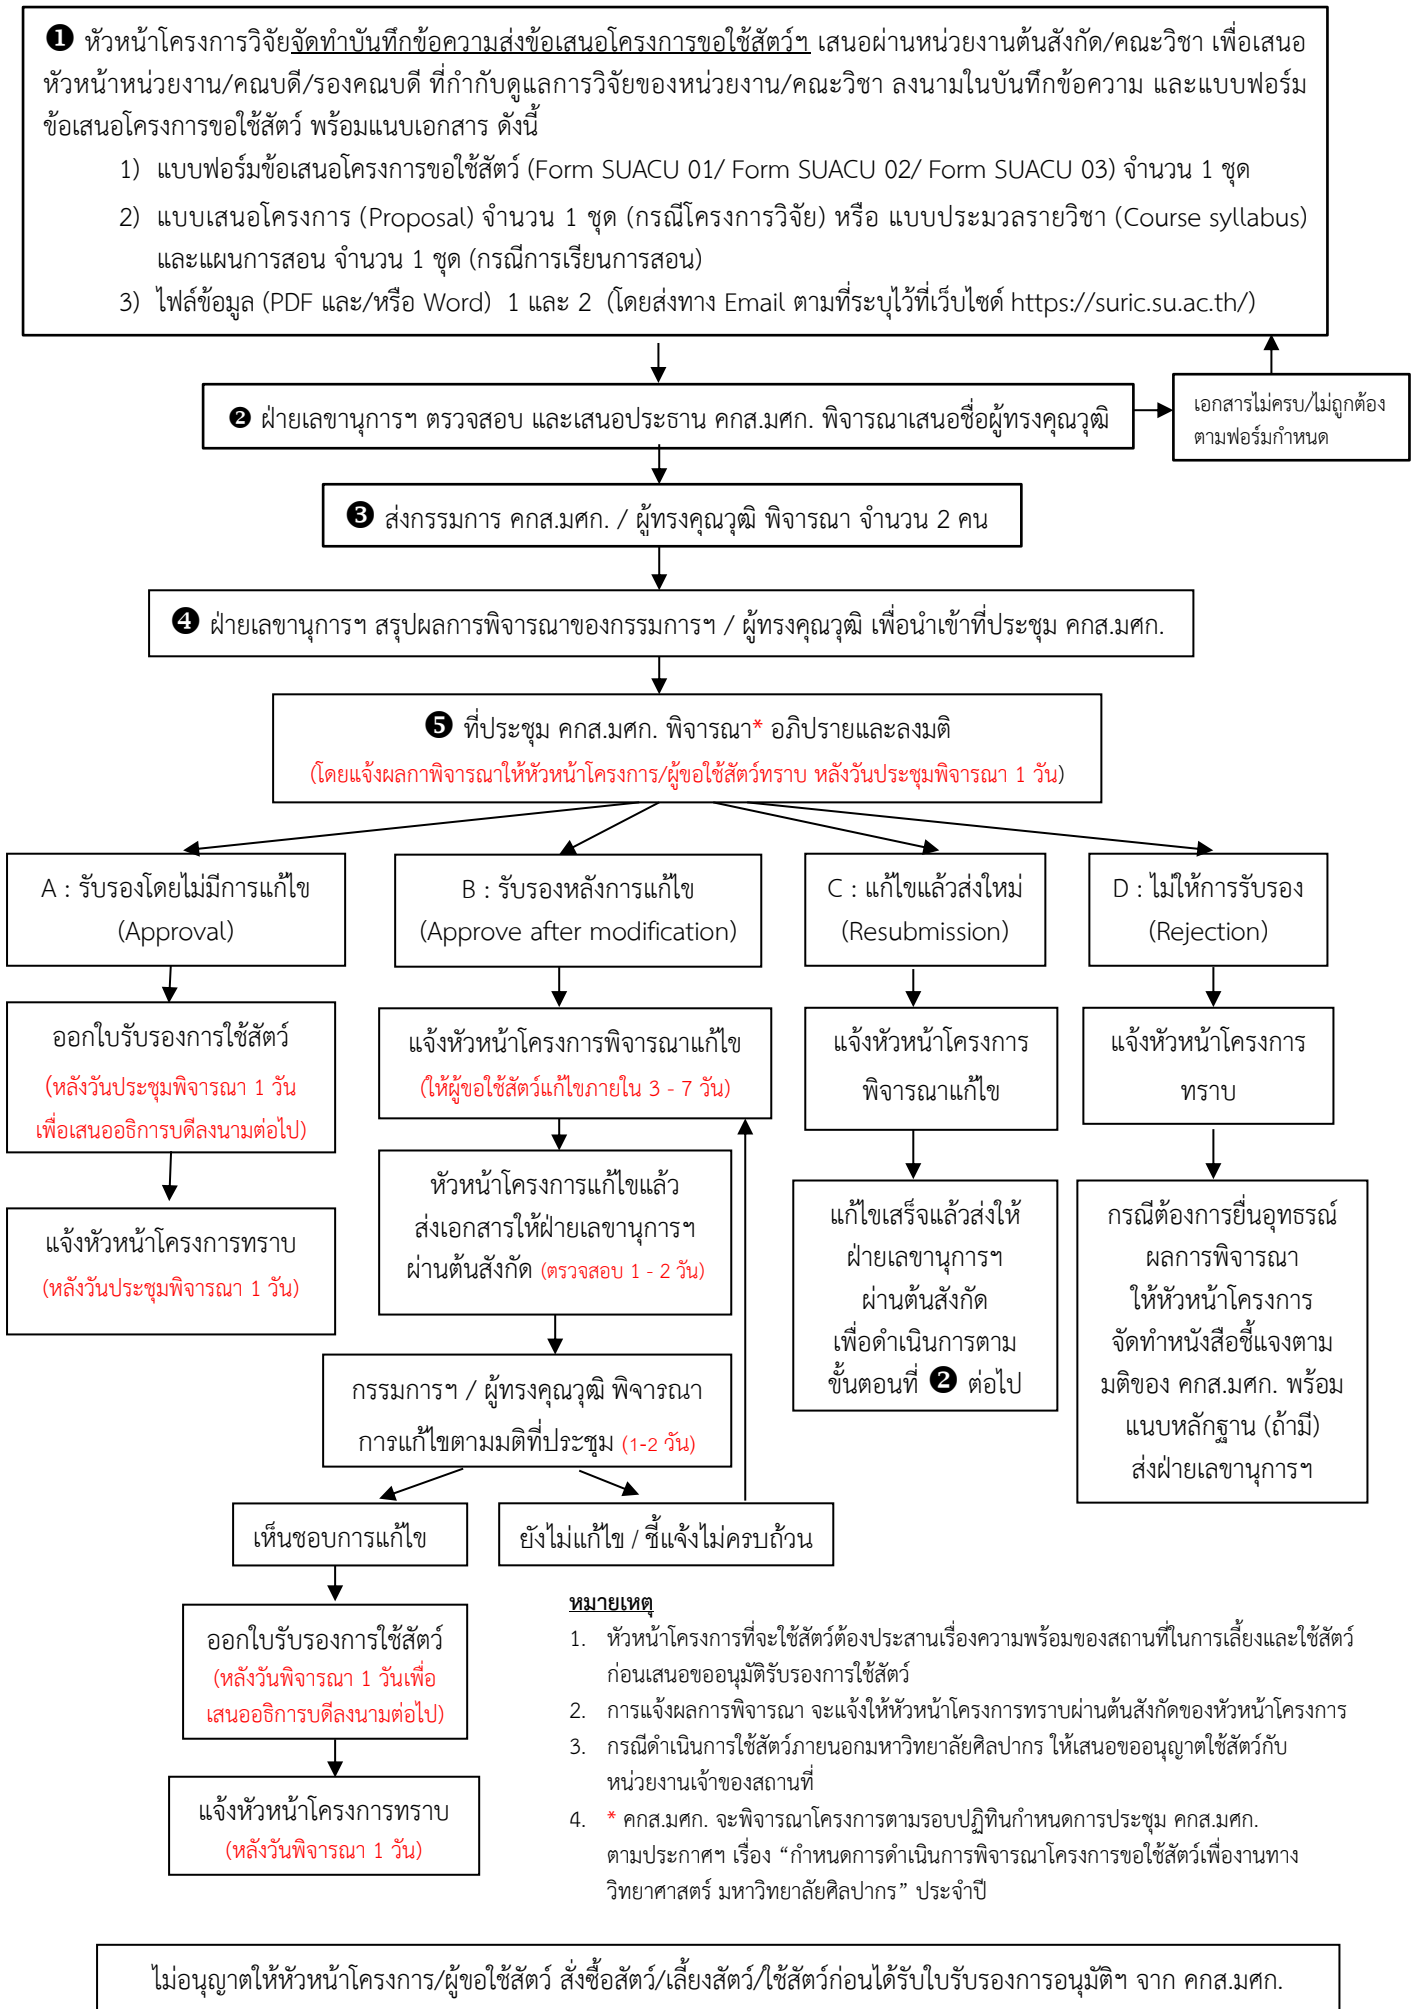 ❶ หัวหน้าโครงการวิจัยจัดทำบันทึกข้อความส่งข้อเสนอโครงการขอใช้สัตว์ฯ เสนอผ่านหน่วยงานต้นสังกัด/คณะวิชา เพื่อเสนอ
หัวหน้าหน่วยงาน/คณบดี/รองคณบดี ที่กำกับดูแลการวิจัยของหน่วยงาน/คณะวิชา ลงนามในบันทึกข้อความ และแบบฟอร์ม
ข้อเสนอโครงการขอใช้สัตว์ พร้อมแนบเอกสาร ดังนี้
1) แบบฟอร์มข้อเสนอโครงการขอใช้สัตว์ (Form SUACU 01/ Form SUACU 02/ Form SUACU 03) จำนวน 1 ชุด
2) แบบเสนอโครงการ (Proposal) จำนวน 1 ชุด (กรณีโครงการวิจัย) หรือ แบบประมวลรายวิชา (Course syllabus)
และแผนการสอน จำนวน 1 ชุด (กรณีการเรียนการสอน)
3) ไฟล์ข้อมูล (PDF และ/หรือ Word) 1 และ 2 (โดยส่งทาง Email ตามที่ระบุไว้ที่เว็บไซต์ https://suric.su.ac.th/)
❷ ฝ่ายเลขานุการฯ ตรวจสอบ และเสนอประธาน คกส.มศก. พิจารณาเสนอชื่อผู้ทรงคุณวุฒิ
เอกสารไม่ครบ/ไม่ถูกต้อง
ตามฟอร์มกำหนด
❸ ส่งกรรมการ คกส.มศก. / ผู้ทรงคุณวุฒิ พิจารณา จำนวน 2 คน
❹ ฝ่ายเลขานุการฯ สรุปผลการพิจารณาของกรรมการฯ / ผู้ทรงคุณวุฒิ เพื่อนำเข้าที่ประชุม คกส.มศก.
❺ ที่ประชุม คกส.มศก. พิจารณา* อภิปรายและลงมติ
(โดยแจ้งผลกาพิจารณาให้หัวหน้าโครงการ/ผู้ขอใช้สัตว์ทราบ หลังวันประชุมพิจารณา 1 วัน)
A : รับรองโดยไม่มีการแก้ไข
(Approval)
ออกใบรับรองการใช้สัตว์
(หลังวันประชุมพิจารณา 1 วัน
เพื่อเสนออธิการบดีลงนามต่อไป)
แจ้งหัวหน้าโครงการทราบ
(หลังวันประชุมพิจารณา 1 วัน)
B : รับรองหลังการแก้ไข
(Approve after modification)
แจ้งหัวหน้าโครงการพิจารณาแก้ไข
(ให้ผู้ขอใช้สัตว์แก้ไขภายใน 3 - 7 วัน)
หัวหน้าโครงการแก้ไขแล้ว
ส่งเอกสารให้ฝ่ายเลขานุการฯ
ผ่านต้นสังกัด (ตรวจสอบ 1 - 2 วัน)
กรรมการฯ / ผู้ทรงคุณวุฒิ พิจารณา
การแก้ไขตามมติที่ประชุม (1-2 วัน)
เห็นชอบการแก้ไข
ยังไม่แก้ไข / ชี้แจ้งไม่ครบถ้วน
ออกใบรับรองการใช้สัตว์
(หลังวันพิจารณา 1 วันเพื่อ
เสนออธิการบดีลงนามต่อไป)
แจ้งหัวหน้าโครงการทราบ
(หลังวันพิจารณา 1 วัน)
C : แก้ไขแล้วส่งใหม่
(Resubmission)
แจ้งหัวหน้าโครงการ
พิจารณาแก้ไข
แก้ไขเสร็จแล้วส่งให้
ฝ่ายเลขานุการฯ
ผ่านต้นสังกัด
เพื่อดำเนินการตาม
ขั้นตอนที่ ❷ ต่อไป
D : ไม่ให้การรับรอง
(Rejection)
แจ้งหัวหน้าโครงการ
ทราบ
กรณีต้องการยื่นอุทธรณ์
ผลการพิจารณา
ให้หัวหน้าโครงการ
จัดทำหนังสือชี้แจงตาม
มติของ คกส.มศก. พร้อม
แนบหลักฐาน (ถ้ามี)
ส่งฝ่ายเลขานุการฯ
หมายเหตุ
1. หัวหน้าโครงการที่จะใช้สัตว์ต้องประสานเรื่องความพร้อมของสถานที่ในการเลี้ยงและใช้สัตว์
ก่อนเสนอขออนุมัติรับรองการใช้สัตว์
2. การแจ้งผลการพิจารณา จะแจ้งให้หัวหน้าโครงการทราบผ่านต้นสังกัดของหัวหน้าโครงการ
3. กรณีดำเนินการใช้สัตว์ภายนอกมหาวิทยาลัยศิลปากร ให้เสนอขออนุญาตใช้สัตว์กับ
หน่วยงานเจ้าของสถานที่
4. * คกส.มศก. จะพิจารณาโครงการตามรอบปฏิทินกำหนดการประชุม คกส.มศก.
ตามประกาศฯ เรื่อง “กำหนดการดำเนินการพิจารณาโครงการขอใช้สัตว์เพื่องานทาง
วิทยาศาสตร์ มหาวิทยาลัยศิลปากร” ประจำปี
ไม่อนุญาตให้หัวหน้าโครงการ/ผู้ขอใช้สัตว์ สั่งซื้อสัตว์/เลี้ยงสัตว์/ใช้สัตว์ก่อนได้รับใบรับรองการอนุมัติฯ จาก คกส.มศก.